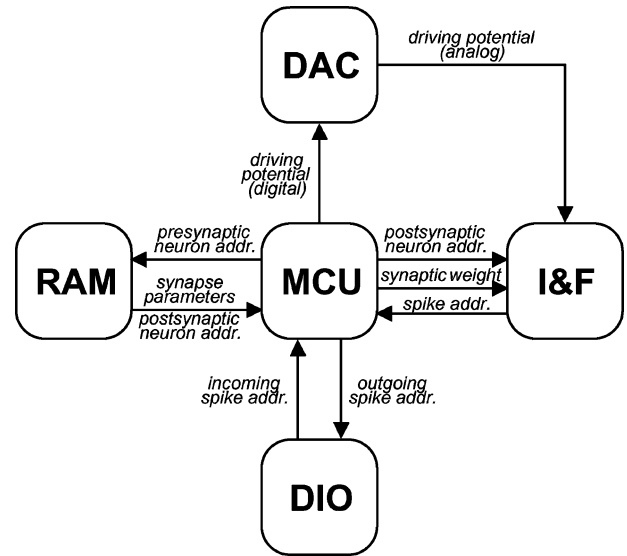 DAC
driving potential
(analog)
driving
potential
(digital)
presynaptic
neuron addr.
postsynaptic
neuron addr.
RAM
synapse
parameters
postsynaptic
neuron addr.
MCU
synaptic weight
spike addr.
I&F
incoming
spike addr.
outgoing
spike addr.
DIO